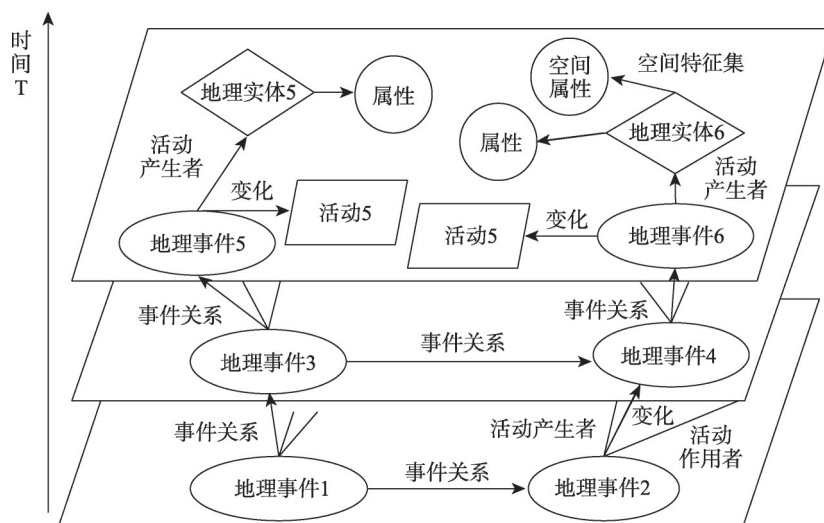 时间
T
地理实体5
属性
空间
属性
空间特征集
属性
地理实体6
活动
产生者
变化
活动5
地理事件5
活动5
变化
地理事件6
活动
产生者
事件关系
事件关系
地理事件3
事件关系
地理事件4
事件关系
活动产生者
变化
活动
作用者
地理事件1
事件关系
地理事件2